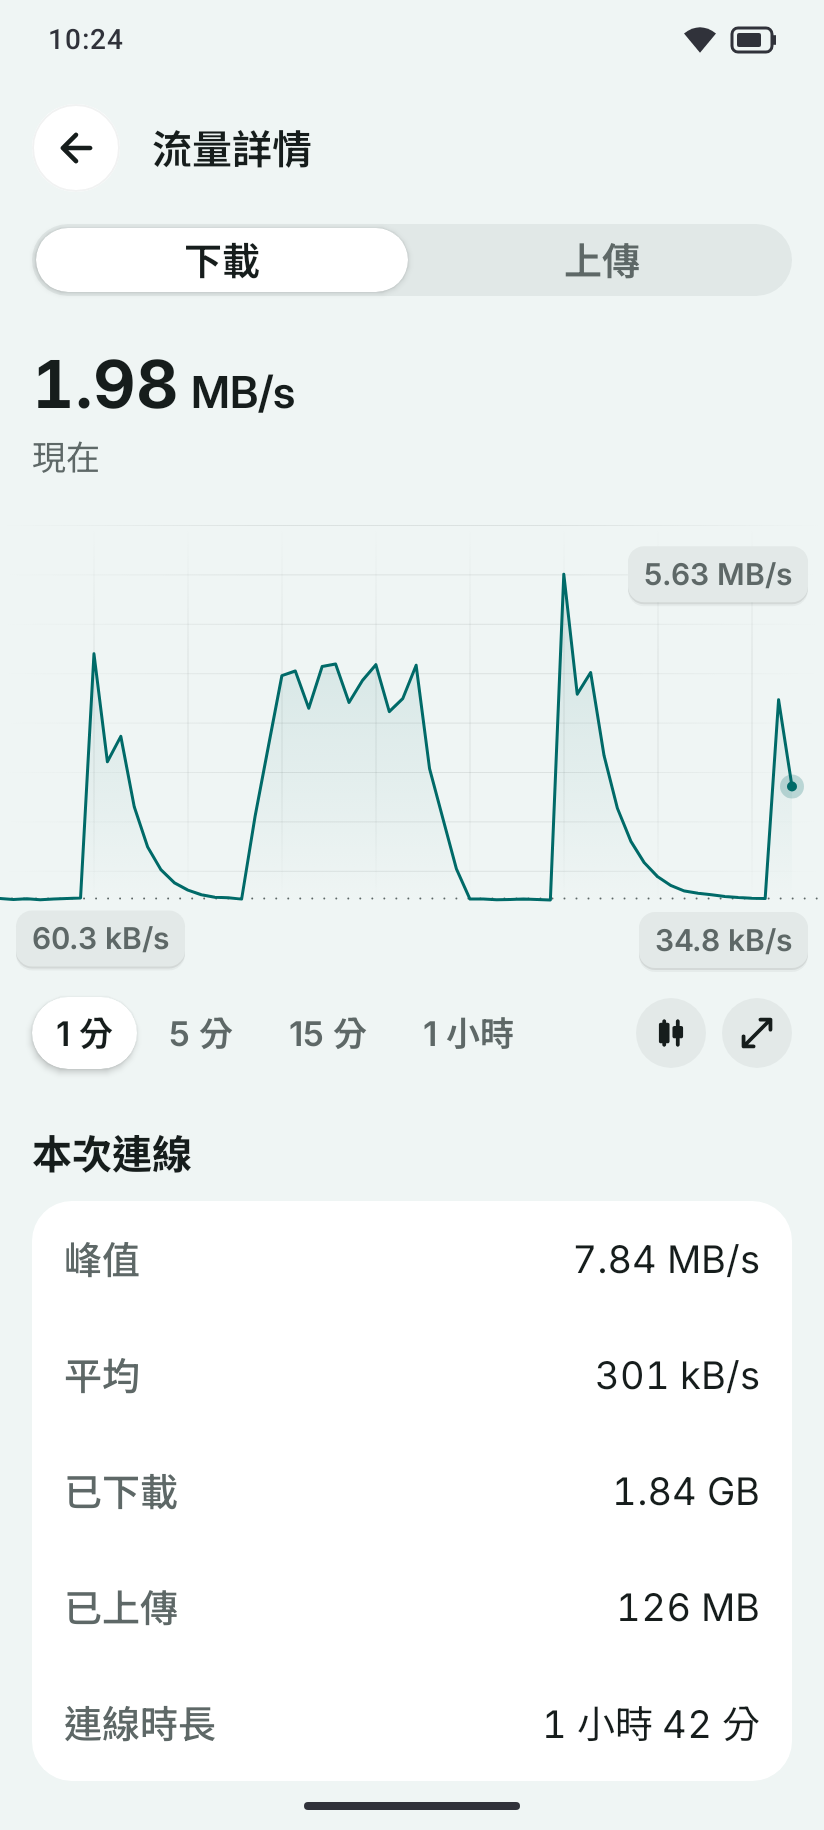 10:24
流量詳情
下載
上傳
1.98 MB/s
現在
5.63 MB/s
60.3 kB/s
34.8 kB/s
1 分
5 分
15 分
1 小時
本次連線
峰值
7.84 MB/s
平均
301 kB/s
已下載
1.84 GB
已上傳
126 MB
連線時長
1 小時 42 分